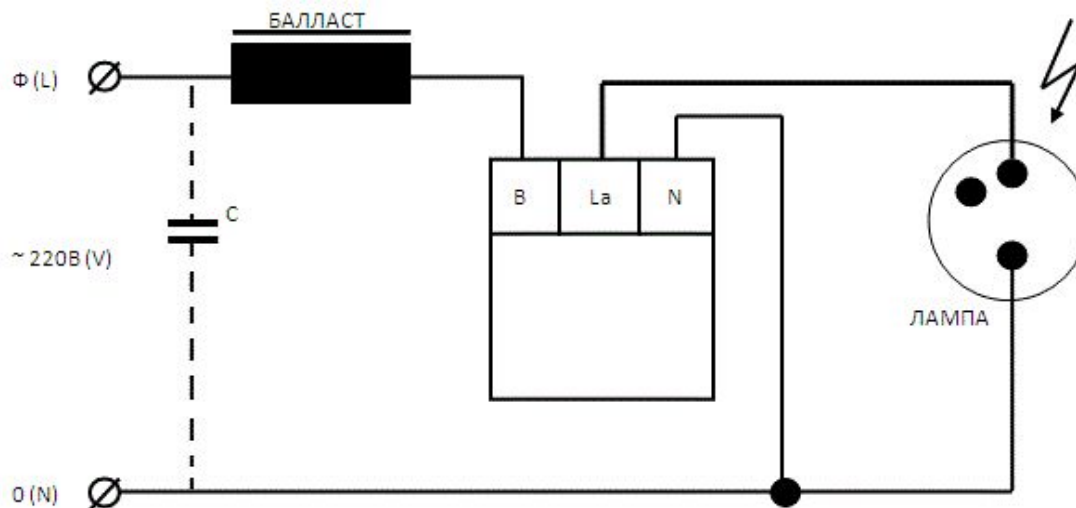 БАЛЛАСТ
Ф (L)
B
La
N
C
~ 220В (V)
ЛАМПА
0 (N)